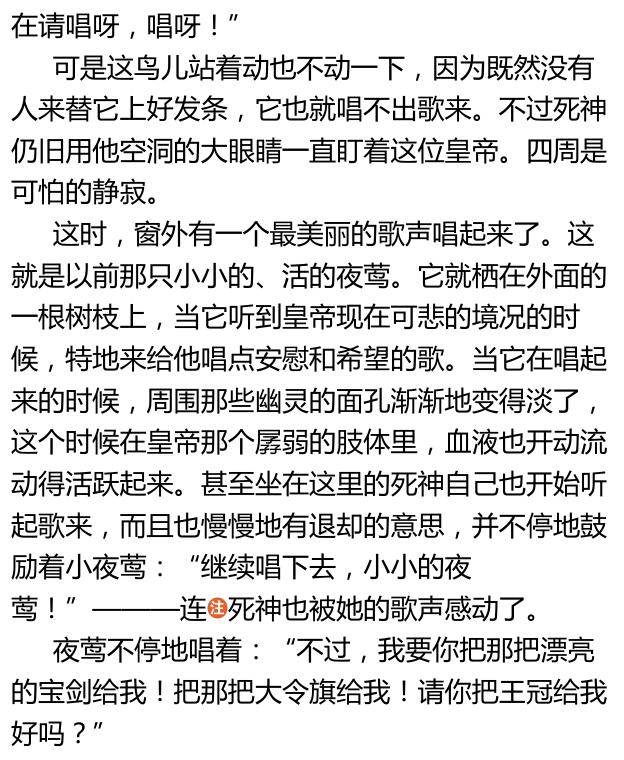 在请唱呀，唱呀！”
可是这鸟儿站着动也不动一下，因为既然没有
人来替它上好发条，它也就唱不出歌来。不过死神
仍旧用他空洞的大眼睛一直盯着这位皇帝。四周是
可怕的静寂。
这时，窗外有一个最美丽的歌声唱起来了。这
就是以前那只小小的、活的夜莺。它就栖在外面的
一根树枝上，当它听到皇帝现在可悲的境况的时
候，特地来给他唱点安慰和希望的歌。当它在唱起
来的时候，周围那些幽灵的面孔渐渐地变得淡了，
这个时候在皇帝那个孱弱的肢体里，血液也开动流
动得活跃起来。甚至坐在这里的死神自己也开始听
起歌来，而且也慢慢地有退却的意思，并不停地鼓
励着小夜莺：“继续唱下去，小小的夜
莺！”———连注死神也被她的歌声感动了。
夜莺不停地唱着：“不过，我要你把那把漂亮
的宝剑给我！把那把大令旗给我！请你把王冠给我
好吗？”